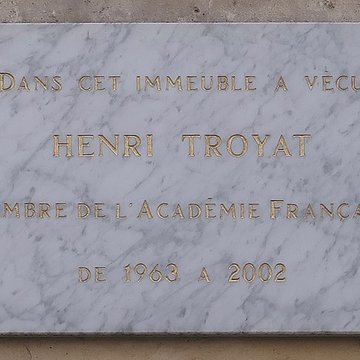 DANS CET IMMEUBLE A VÉCU
HENRI TROYAT
MBRE DE L'ACADÉMIE FRANÇA
DE 1963 A 2002